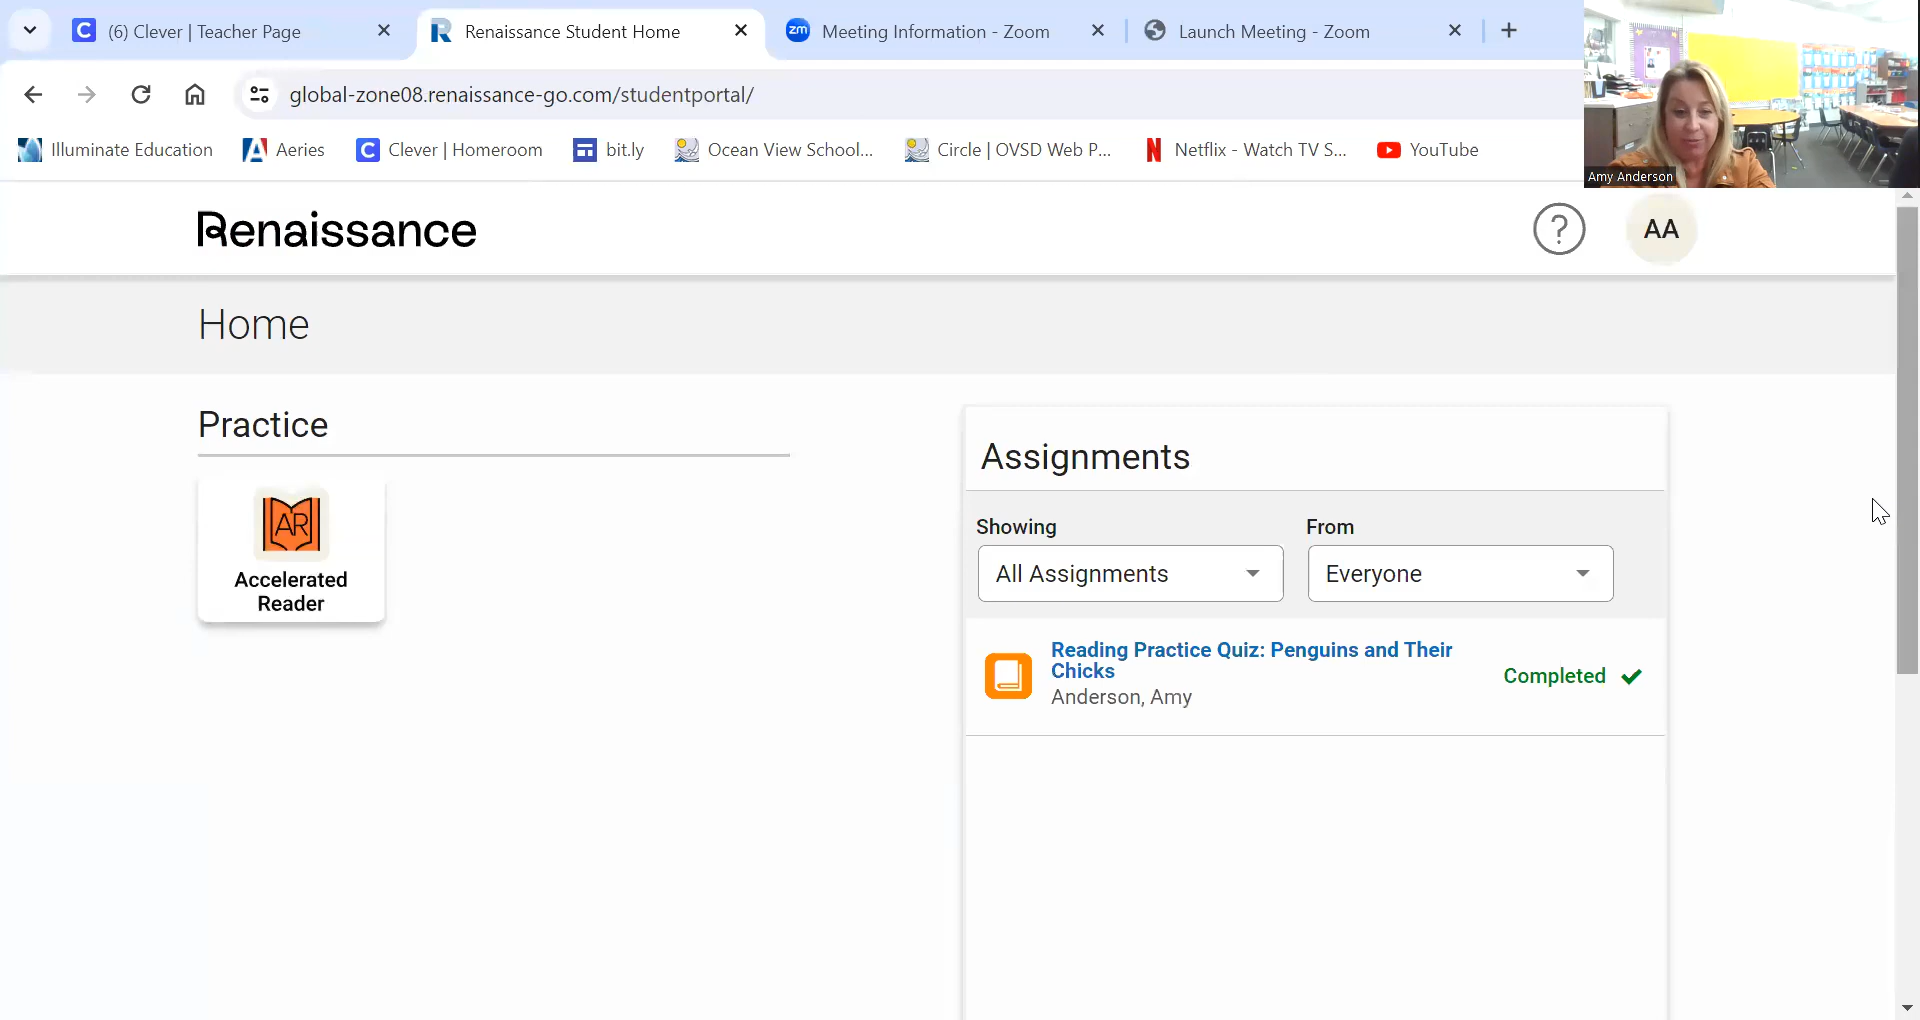 (6) Clever | Teacher Page
Renaissance Student Home
zm Meeting Information - Zoom
Launch Meeting - Zoom
global-zone08.renaissance-go.com/studentportal/
Illuminate Education
Aeries
Clever | Homeroom
bit.ly
Ocean View School...
Circle | OVSD Web P...
Netflix - Watch TV S...
YouTube
Amy Anderson
Renaissance
?
AA
Home
Practice
AR
Accelerated
Reader
Assignments
Showing
From
All Assignments
Everyone
Reading Practice Quiz: Penguins and Their
Chicks
Anderson, Amy
Completed